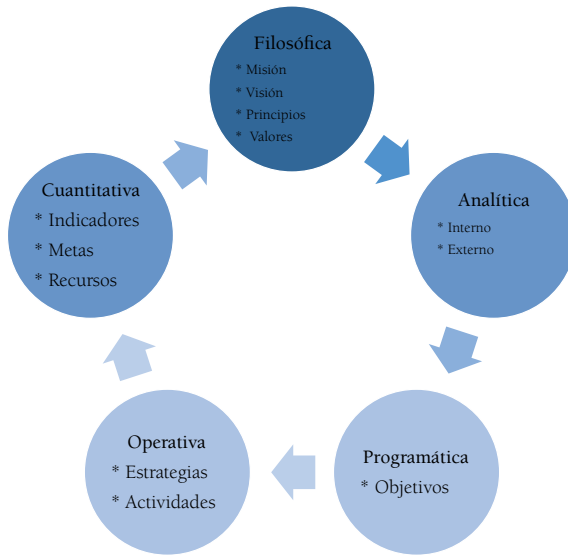 Filosófica
* Misión
* Visión
* Principios
* Valores
Analítica
* Interno
* Externo
Programática
* Objetivos
Operativa
* Estrategias
* Actividades
Cuantitativa
* Indicadores
* Metas
* Recursos